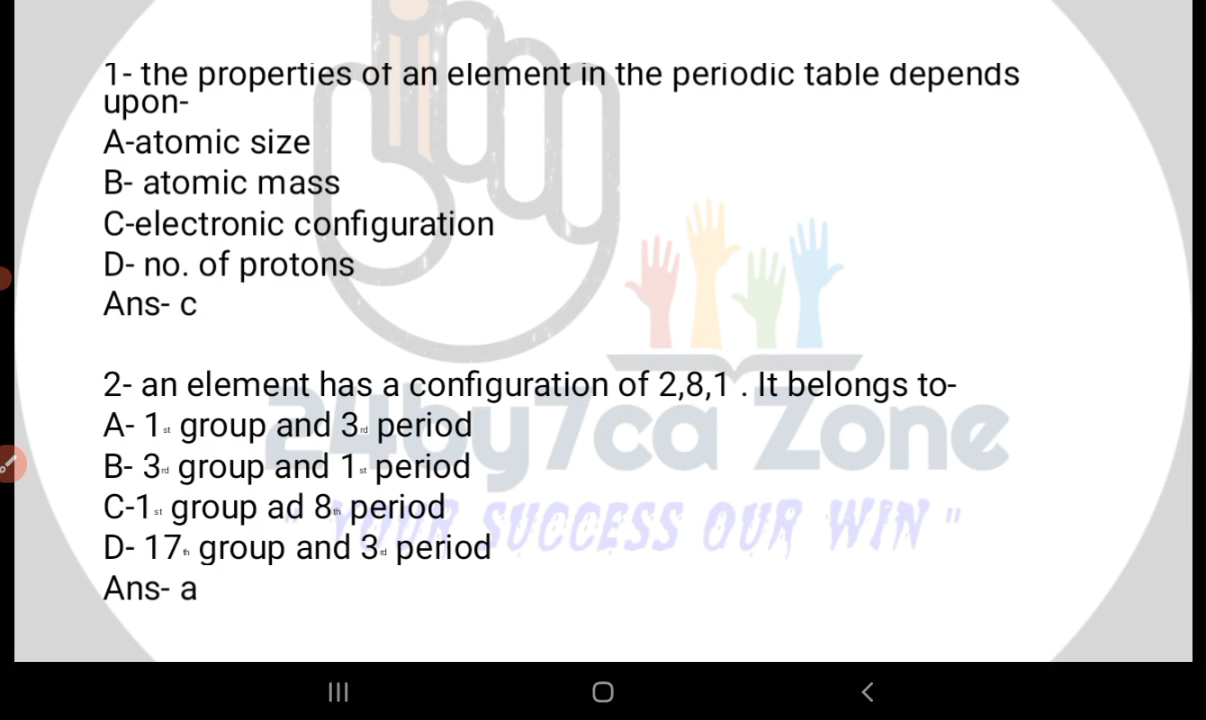 1- the properties of an element in the periodic table depends
upon-
A-atomic size
B- atomic mass
C-electronic configuration
D- no. of protons
Ans- c
2- an element has a configuration of 2,8,1 . It belongs to-
A- 1st group and 3rd period
B- 3rd group and 1st period
C-1st group ad 8th period
D- 17th group and 3rd period
Ans- a
24by7ca Zone
" YOUR SUCCESS OUR WIN "